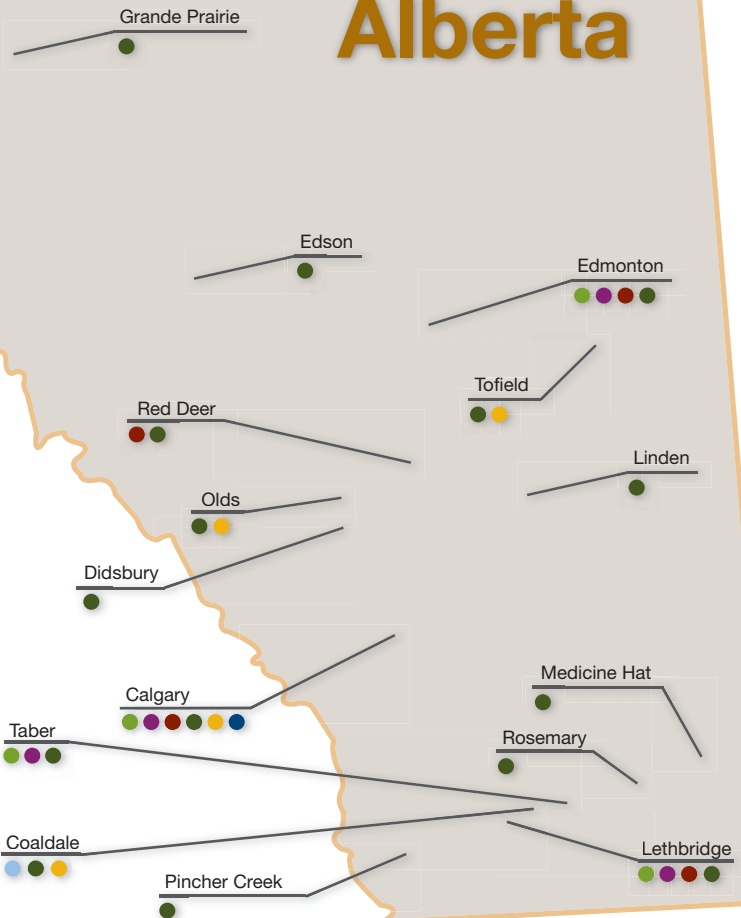 Grande Prairie
Alberta
Edson
Edmonton
Tofield
Red Deer
Linden
Olds
Didsbury
Medicine Hat
Calgary
Taber
Rosemary
Coaldale
Lethbridge
Pincher Creek